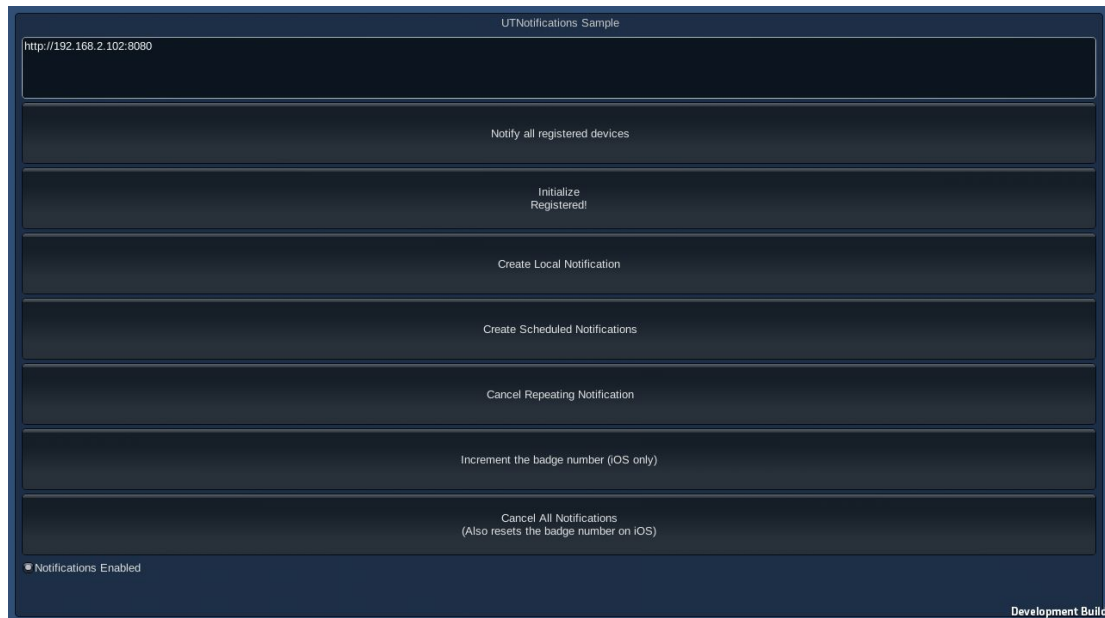 UTNotifications Sample
http://192.168.2.102:8080
Notify all registered devices
Initialize
Registered!
Create Local Notification
Create Scheduled Notifications
Cancel Repeating Notification
Increment the badge number (iOS only)
Cancel All Notifications
(Also resets the badge number on iOS)
Notifications Enabled
Development Build